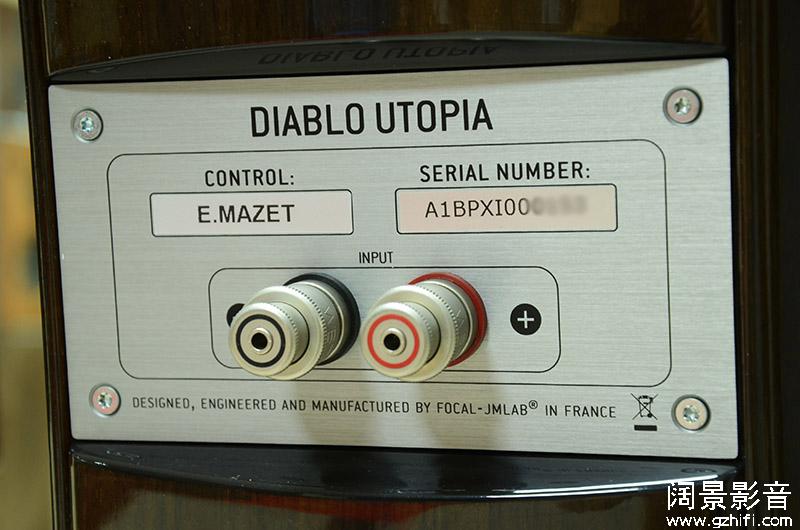 DIABLO UTOPIA
CONTROL:
E.MAZET
SERIAL NUMBER:
INPUT
+
DESIGNED, ENGINEERED AND MANUFACTURED BY FOCAL-JMLAB® IN FRANCE
阔景影音
www.gzhifi.com